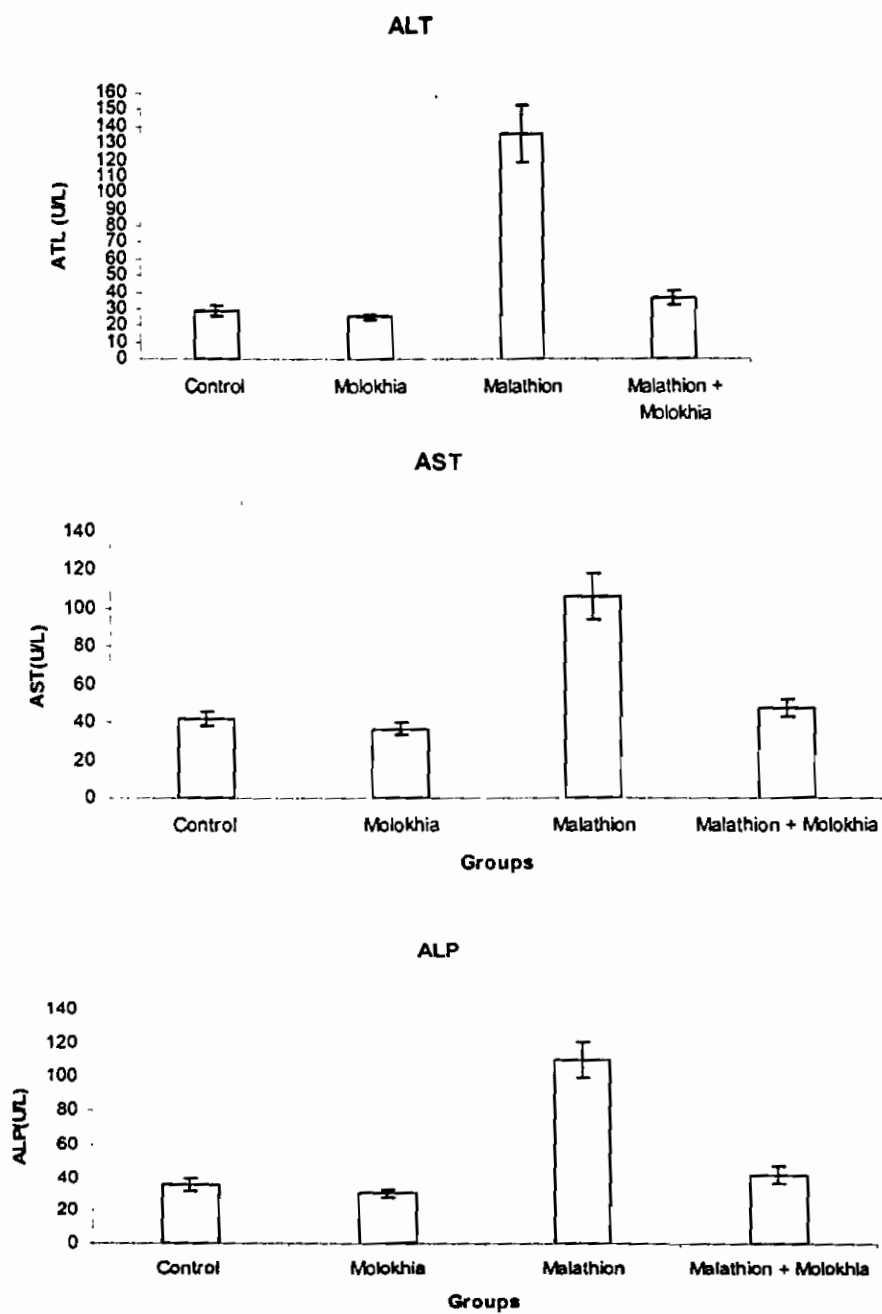 ALT
160
150
140
130
120
110
100
90
80
70
60
50
40
30
20
10
0
ATL (U/L)
Control Molokhia Malathion Malathion +
Molokhia
AST
140
120
100
80
60
40
20
0
AST(U/L)
Control Molokhia Malathion Malathion + Molokhia
Groups
ALP
140
120
100
80
60
40
20
0
ALP(U/L)
Control Molokhia Malathion Malathion + Molokhia
Groups